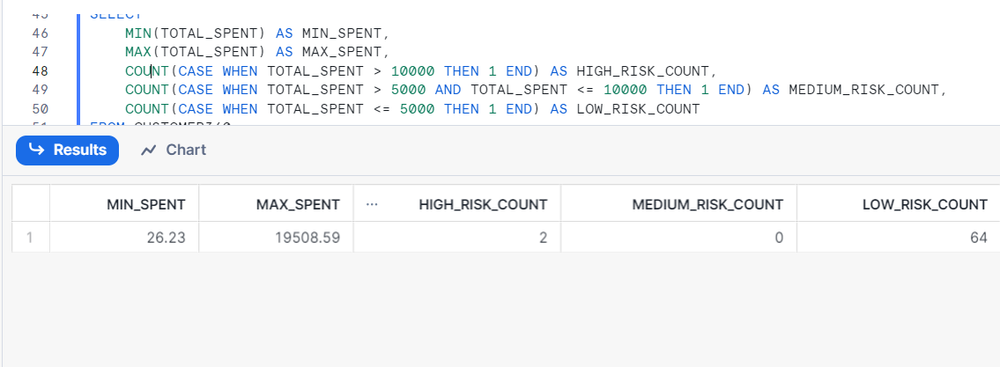 45 SELECT
46 MIN(TOTAL_SPENT) AS MIN_SPENT,
47 MAX(TOTAL_SPENT) AS MAX_SPENT,
48 COUNT(CASE WHEN TOTAL_SPENT > 10000 THEN 1 END) AS HIGH_RISK_COUNT,
49 COUNT(CASE WHEN TOTAL_SPENT > 5000 AND TOTAL_SPENT <= 10000 THEN 1 END) AS MEDIUM_RISK_COUNT,
50 COUNT(CASE WHEN TOTAL_SPENT <= 5000 THEN 1 END) AS LOW_RISK_COUNT
51 FROM CUSTOMER360
Results Chart
MIN_SPENT MAX_SPENT ... HIGH_RISK_COUNT MEDIUM_RISK_COUNT LOW_RISK_COUNT
1 26.23 19508.59 2 0 64